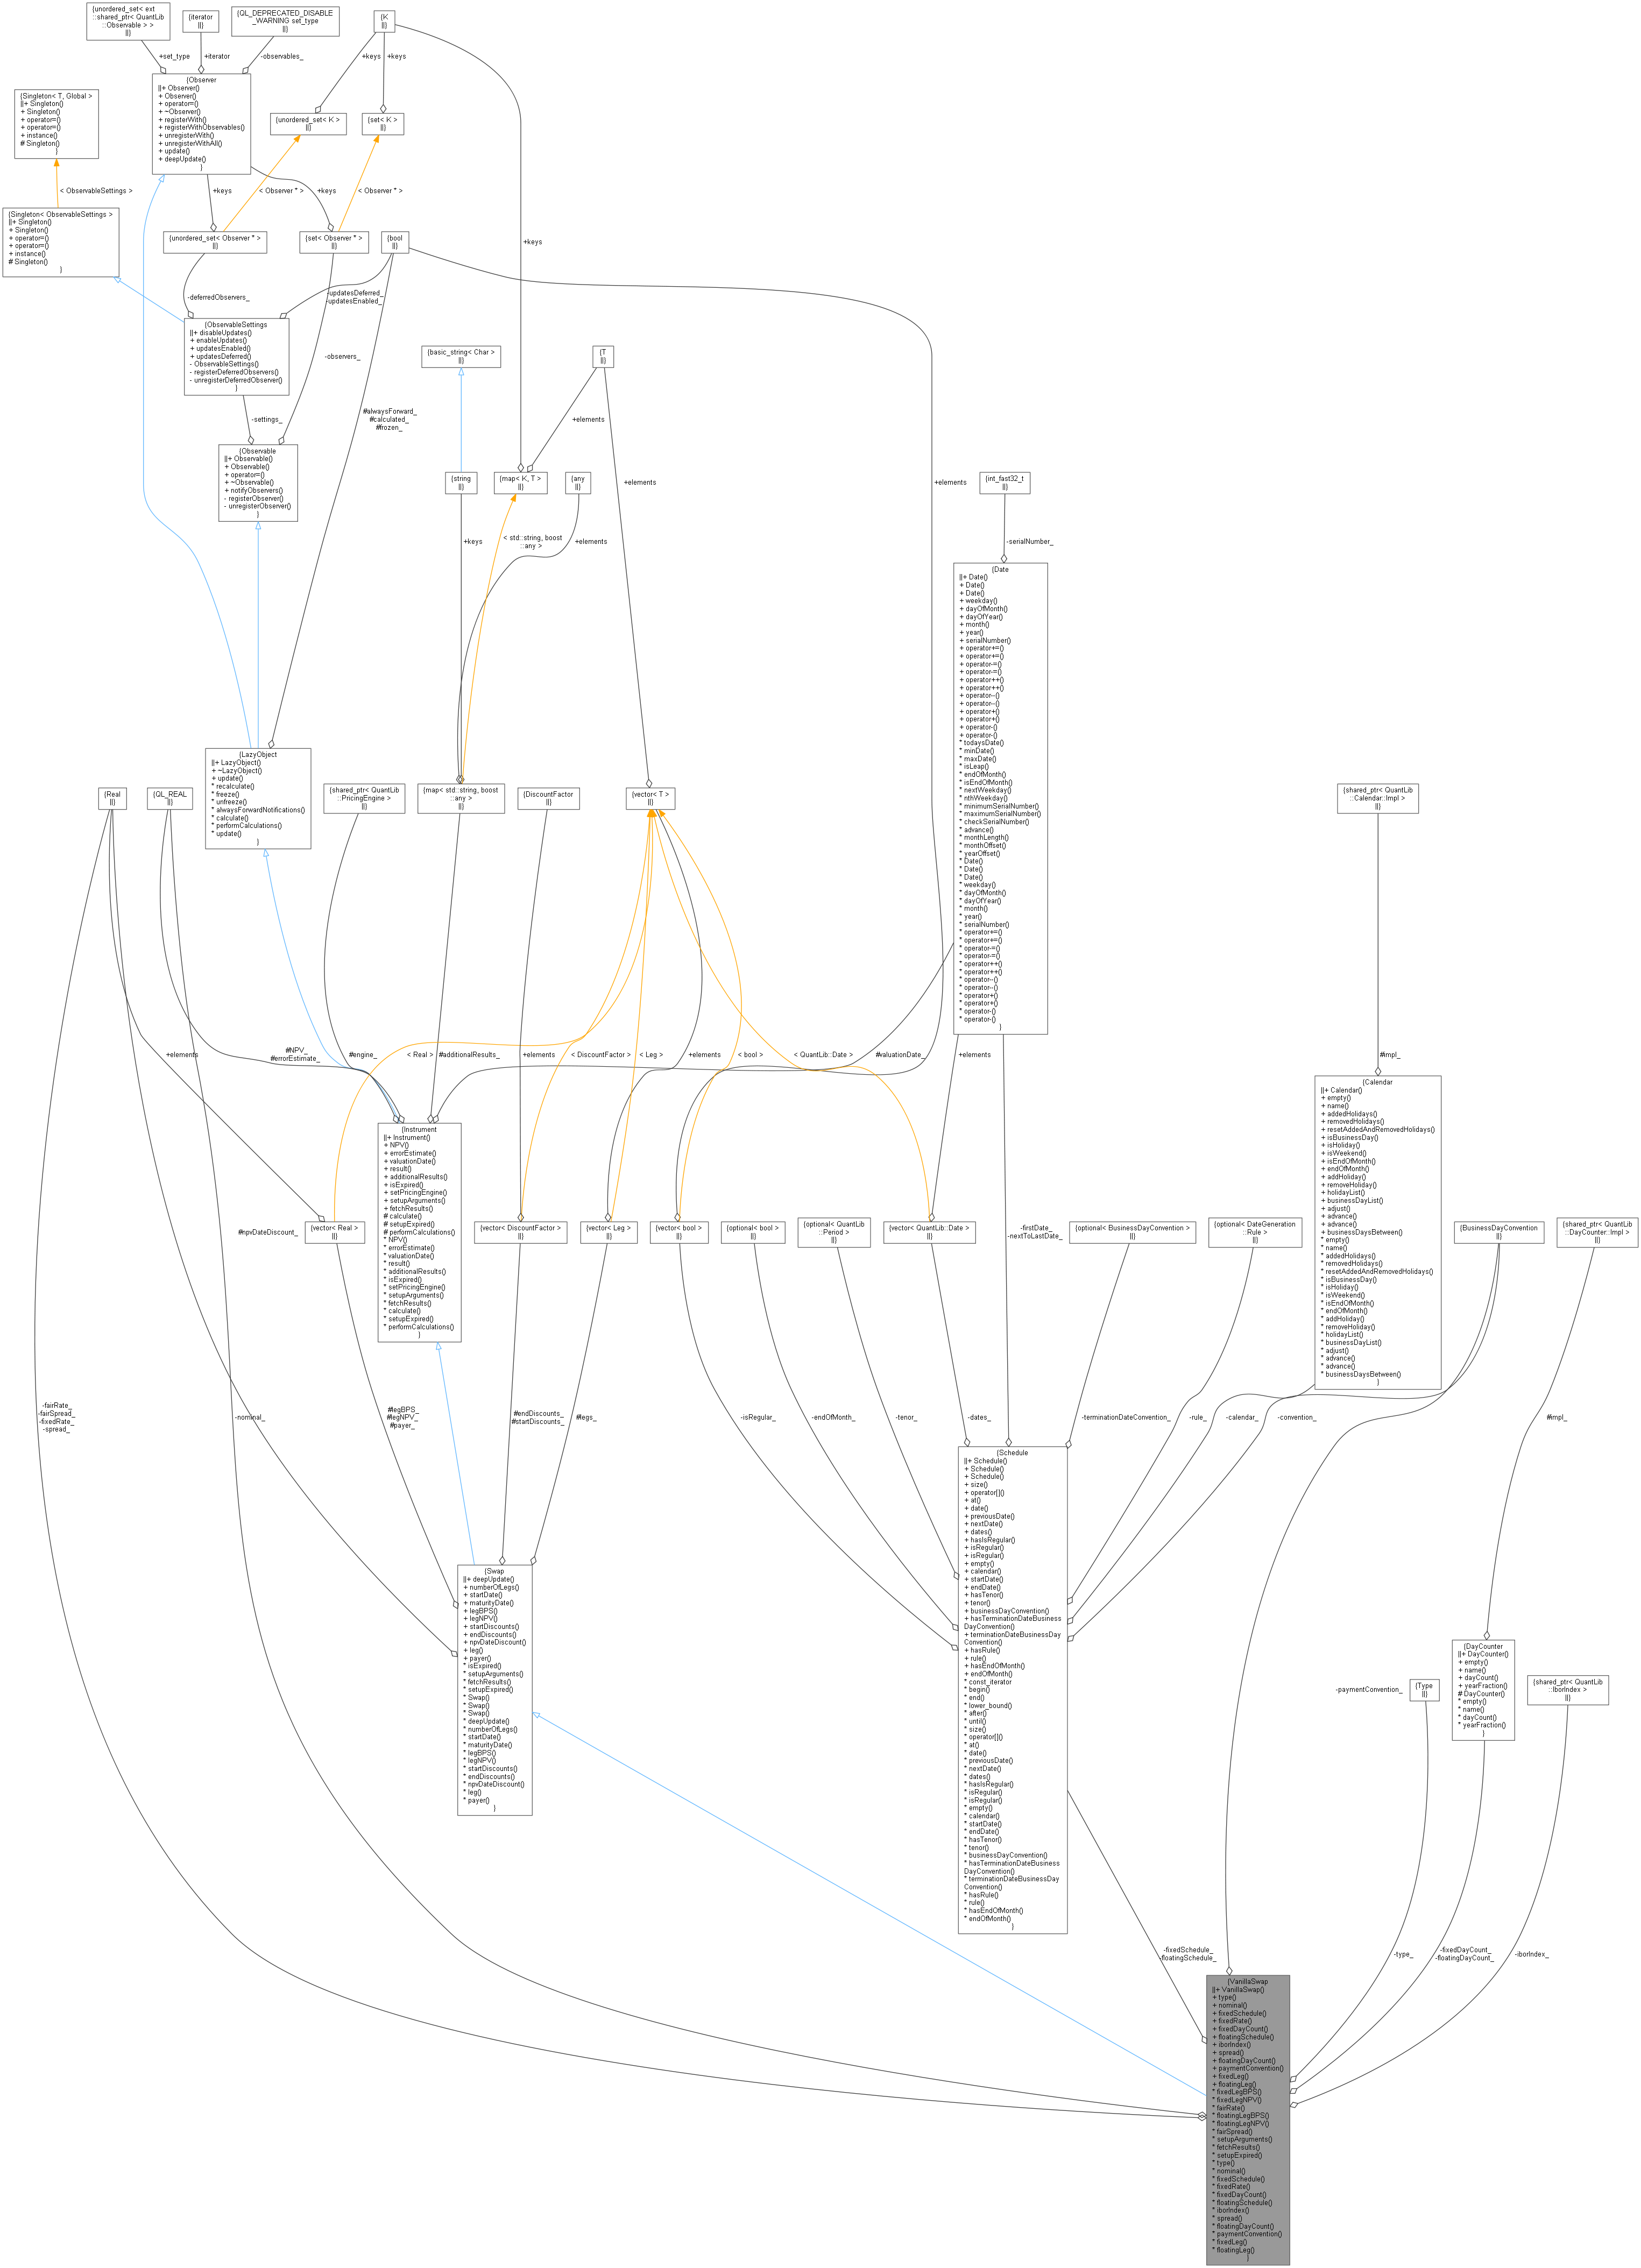 {unordered_set< ext
::shared_ptr< QuantLib
::Observable > >
||}
{iterator
||}
{QL_DEPRECATED_DISABLE
_WARNING set_type
||}
{K
||}
+set_type
+iterator
-observables_
+keys
+keys
{Singleton< T, Global >
||+ Singleton()
+ Singleton()
+ operator=()
+ operator=()
+ instance()
# Singleton()
}
{Observer
||+ Observer()
+ Observer()
+ operator=()
+ ~Observer()
+ registerWith()
+ registerWithObservables()
+ unregisterWith()
+ unregisterWithAll()
+ update()
+ deepUpdate()
}
{unordered_set< K >
||}
{set< K >
||}
< ObservableSettings >
+keys
< Observer * >
+keys
< Observer * >
{Singleton< ObservableSettings >
||+ Singleton()
+ Singleton()
+ operator=()
+ operator=()
+ instance()
# Singleton()
}
{unordered_set< Observer * >
||}
{set< Observer * >
||}
{bool
||}
+keys
-deferredObservers_
-updatesDeferred_
-updatesEnabled_
{ObservableSettings
||+ disableUpdates()
+ enableUpdates()
+ updatesEnabled()
+ updatesDeferred()
- ObservableSettings()
- registerDeferredObservers()
- unregisterDeferredObserver()
}
-observers_
{basic_string< Char >
||}
{T
||}
-settings_
#alwaysForward_
#calculated_
#frozen_
+elements
{Observable
||+ Observable()
+ Observable()
+ operator=()
+ ~Observable()
+ notifyObservers()
- registerObserver()
- unregisterObserver()
}
{string
||}
{map< K, T >
||}
{any
||}
+elements
+elements
{int_fast32_t
||}
+keys
< std::string, boost
::any >
+elements
-serialNumber_
{Date
||+ Date()
+ Date()
+ Date()
+ weekday()
+ dayOfMonth()
+ dayOfYear()
+ month()
+ year()
+ serialNumber()
+ operator+=()
+ operator+=()
+ operator-=()
+ operator-=()
+ operator++()
+ operator++()
+ operator--()
+ operator--()
+ operator+()
+ operator+()
+ operator-()
+ operator-()
* todaysDate()
* minDate()
* maxDate()
* isLeap()
* endOfMonth()
* isEndOfMonth()
* nextWeekday()
* nthWeekday()
* minimumSerialNumber()
* maximumSerialNumber()
* checkSerialNumber()
* advance()
* monthLength()
* monthOffset()
* yearOffset()
* Date()
* Date()
* Date()
* weekday()
* dayOfMonth()
* dayOfYear()
* month()
* year()
* serialNumber()
* operator+=()
* operator+=()
* operator-=()
* operator-=()
* operator++()
* operator++()
* operator--()
* operator--()
* operator+()
* operator+()
* operator-()
* operator-()
}
{LazyObject
||+ LazyObject()
+ ~LazyObject()
+ update()
* recalculate()
* freeze()
* unfreeze()
* alwaysForwardNotifications()
* calculate()
* performCalculations()
* update()
}
{Real
||}
{QL_REAL
||}
{shared_ptr< QuantLib
::PricingEngine >
||}
{map< std::string, boost
::any >
||}
{DiscountFactor
||}
{vector< T >
||}
{shared_ptr< QuantLib
::Calendar::Impl >
||}
+elements
#NPV_
#errorEstimate_
#engine_
< Real >
#additionalResults_
+elements
< DiscountFactor >
< Leg >
+elements
< bool >
< QuantLib::Date >
#valuationDate_
+elements
#impl_
{Instrument
||+ Instrument()
+ NPV()
+ errorEstimate()
+ valuationDate()
+ result()
+ additionalResults()
+ isExpired()
+ setPricingEngine()
+ setupArguments()
+ fetchResults()
# calculate()
# setupExpired()
# performCalculations()
* NPV()
* errorEstimate()
* valuationDate()
* result()
* additionalResults()
* isExpired()
* setPricingEngine()
* setupArguments()
* fetchResults()
* calculate()
* setupExpired()
* performCalculations()
}
{Calendar
||+ Calendar()
+ empty()
+ name()
+ addedHolidays()
+ removedHolidays()
+ resetAddedAndRemovedHolidays()
+ isBusinessDay()
+ isHoliday()
+ isWeekend()
+ isEndOfMonth()
+ endOfMonth()
+ addHoliday()
+ removeHoliday()
+ holidayList()
+ businessDayList()
+ adjust()
+ advance()
+ advance()
+ businessDaysBetween()
* empty()
* name()
* addedHolidays()
* removedHolidays()
* resetAddedAndRemovedHolidays()
* isBusinessDay()
* isHoliday()
* isWeekend()
* isEndOfMonth()
* endOfMonth()
* addHoliday()
* removeHoliday()
* holidayList()
* businessDayList()
* adjust()
* advance()
* advance()
* businessDaysBetween()
}
#npvDateDiscount_
{vector< Real >
||}
{vector< DiscountFactor >
||}
{vector< Leg >
||}
{vector< bool >
||}
{optional< bool >
||}
{optional< QuantLib
::Period >
||}
{vector< QuantLib::Date >
||}
-firstDate_
-nextToLastDate_
{optional< BusinessDayConvention >
||}
{optional< DateGeneration
::Rule >
||}
{BusinessDayConvention
||}
{shared_ptr< QuantLib
::DayCounter::Impl >
||}
-fairRate_
-fairSpread_
-fixedRate_
-spread_
-nominal_
#legBPS_
#legNPV_
#payer_
#endDiscounts_
#startDiscounts_
#legs_
-isRegular_
-endOfMonth_
-tenor_
-dates_
-terminationDateConvention_
-rule_
-calendar_
-convention_
#impl_
{Schedule
||+ Schedule()
+ Schedule()
+ Schedule()
+ size()
+ operator[]()
+ at()
+ date()
+ previousDate()
+ nextDate()
+ dates()
+ hasIsRegular()
+ isRegular()
+ isRegular()
+ empty()
+ calendar()
+ startDate()
+ endDate()
+ hasTenor()
+ tenor()
+ businessDayConvention()
+ hasTerminationDateBusiness
DayConvention()
+ terminationDateBusinessDay
Convention()
+ hasRule()
+ rule()
+ hasEndOfMonth()
+ endOfMonth()
* const_iterator
* begin()
* end()
* lower_bound()
* after()
* until()
* size()
* operator[]()
* at()
* date()
* previousDate()
* nextDate()
* dates()
* hasIsRegular()
* isRegular()
* isRegular()
* empty()
* calendar()
* startDate()
* endDate()
* hasTenor()
* tenor()
* businessDayConvention()
* hasTerminationDateBusiness
DayConvention()
* terminationDateBusinessDay
Convention()
* hasRule()
* rule()
* hasEndOfMonth()
* endOfMonth()
}
{Swap
||+ deepUpdate()
+ numberOfLegs()
+ startDate()
+ maturityDate()
+ legBPS()
+ legNPV()
+ startDiscounts()
+ endDiscounts()
+ npvDateDiscount()
+ leg()
+ payer()
* isExpired()
* setupArguments()
* fetchResults()
* setupExpired()
* Swap()
* Swap()
* Swap()
* deepUpdate()
* numberOfLegs()
* startDate()
* maturityDate()
* legBPS()
* legNPV()
* startDiscounts()
* endDiscounts()
* npvDateDiscount()
* leg()
* payer()
}
{DayCounter
||+ DayCounter()
+ empty()
+ name()
+ dayCount()
+ yearFraction()
# DayCounter()
* empty()
* name()
* dayCount()
* yearFraction()
}
-paymentConvention_
{Type
||}
{shared_ptr< QuantLib
::IborIndex >
||}
-fixedSchedule_
-floatingSchedule_
-type_
-fixedDayCount_
-floatingDayCount_
-iborIndex_
{VanillaSwap
||+ VanillaSwap()
+ type()
+ nominal()
+ fixedSchedule()
+ fixedRate()
+ fixedDayCount()
+ floatingSchedule()
+ iborIndex()
+ spread()
+ floatingDayCount()
+ paymentConvention()
+ fixedLeg()
+ floatingLeg()
* fixedLegBPS()
* fixedLegNPV()
* fairRate()
* floatingLegBPS()
* floatingLegNPV()
* fairSpread()
* setupArguments()
* fetchResults()
* setupExpired()
* type()
* nominal()
* fixedSchedule()
* fixedRate()
* fixedDayCount()
* floatingSchedule()
* iborIndex()
* spread()
* floatingDayCount()
* paymentConvention()
* fixedLeg()
* floatingLeg()
}